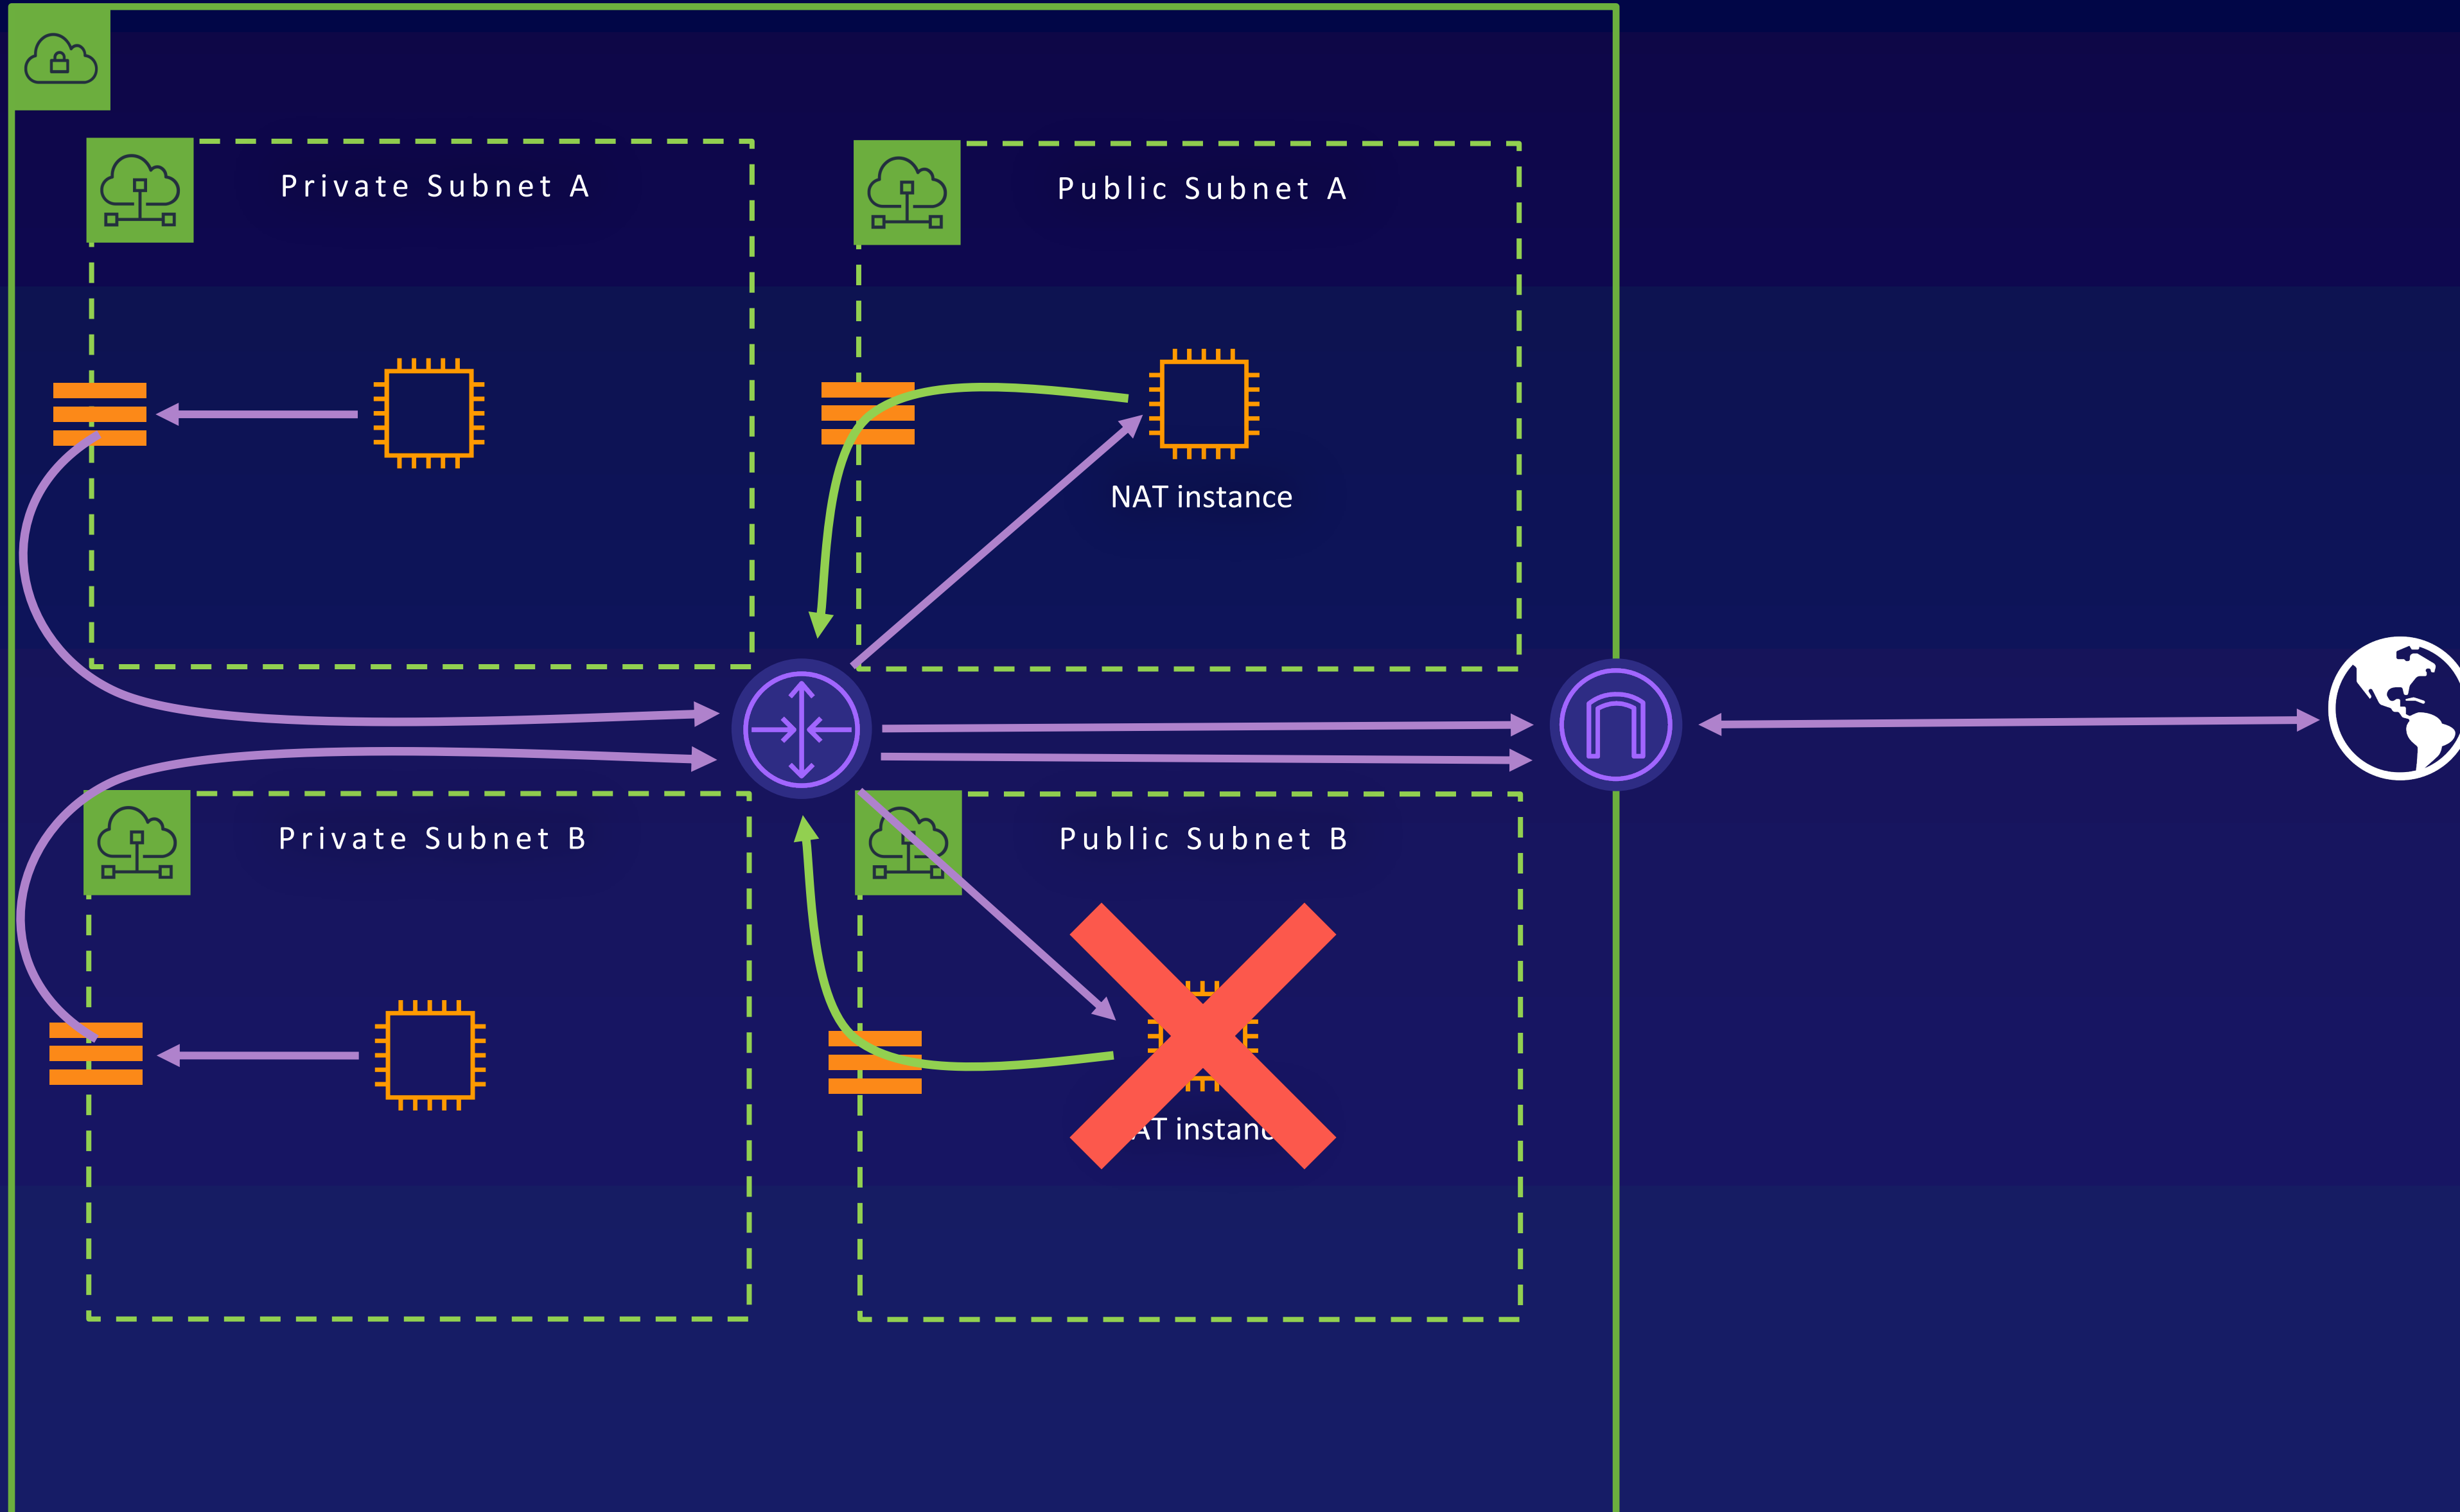 Private Subnet A
Public Subnet A
NAT instance
Private Subnet B
Public Subnet B